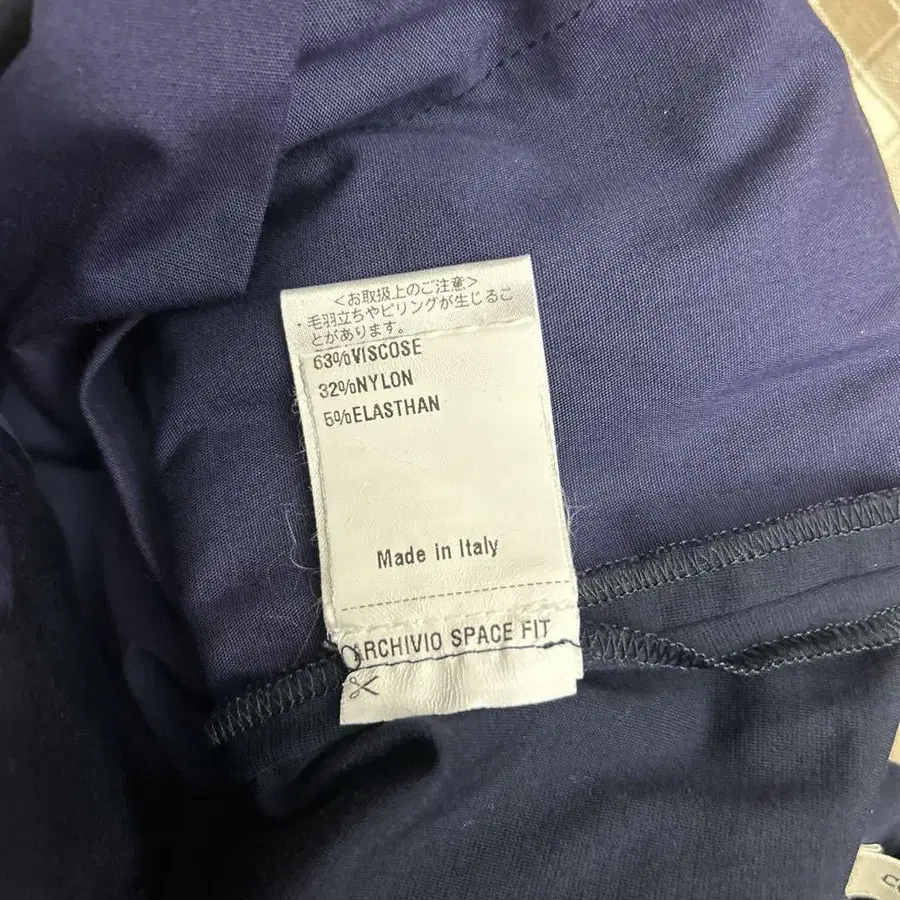 <お取扱上のご注意>
・毛羽立ちやピリングが生じるこ
とがあります。
63%VISCOSE
32%NYLON
5%ELASTHAN
Made in Italy
ARCHIVIO SPACE FIT